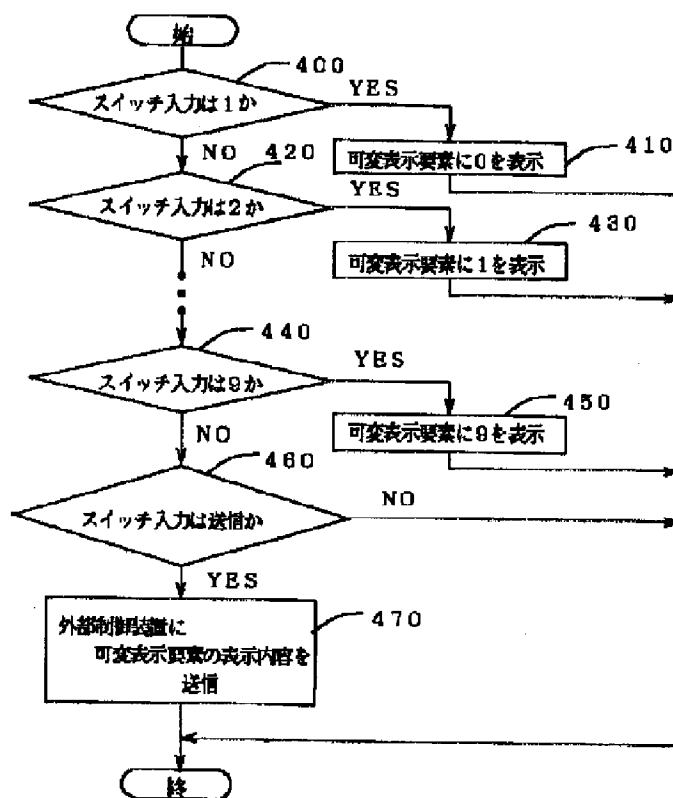 始
400
スイッチ入力は1か
YES
可変表示要素に0を表示
410
NO
420
スイッチ入力は2か
YES
430
可変表示要素に1を表示
NO
440
スイッチ入力は9か
YES
450
可変表示要素に9を表示
NO
460
スイッチ入力は送信か
NO
YES
470
外部制御装置に
可変表示要素の表示内容を
送信
終